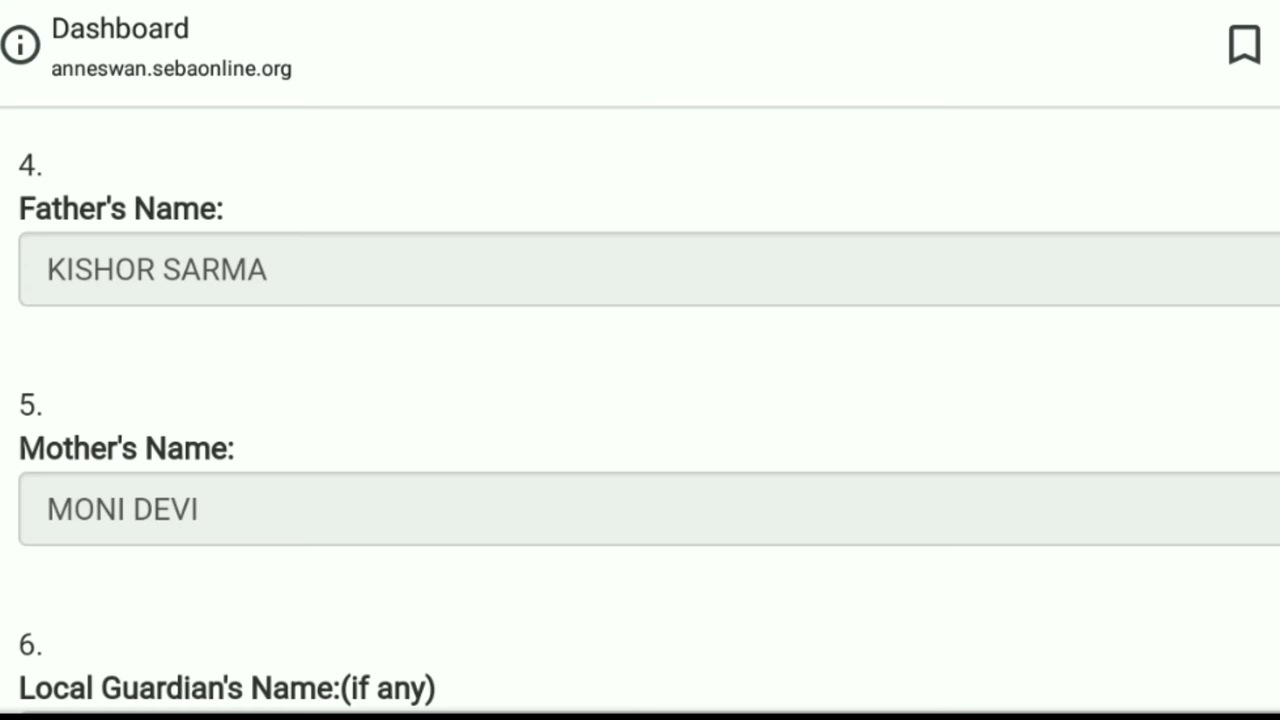 Dashboard
anneswan.sebaonline.org
4.
Father's Name:
KISHOR SARMA
5.
Mother's Name:
MONI DEVI
6.
Local Guardian's Name:(if any)